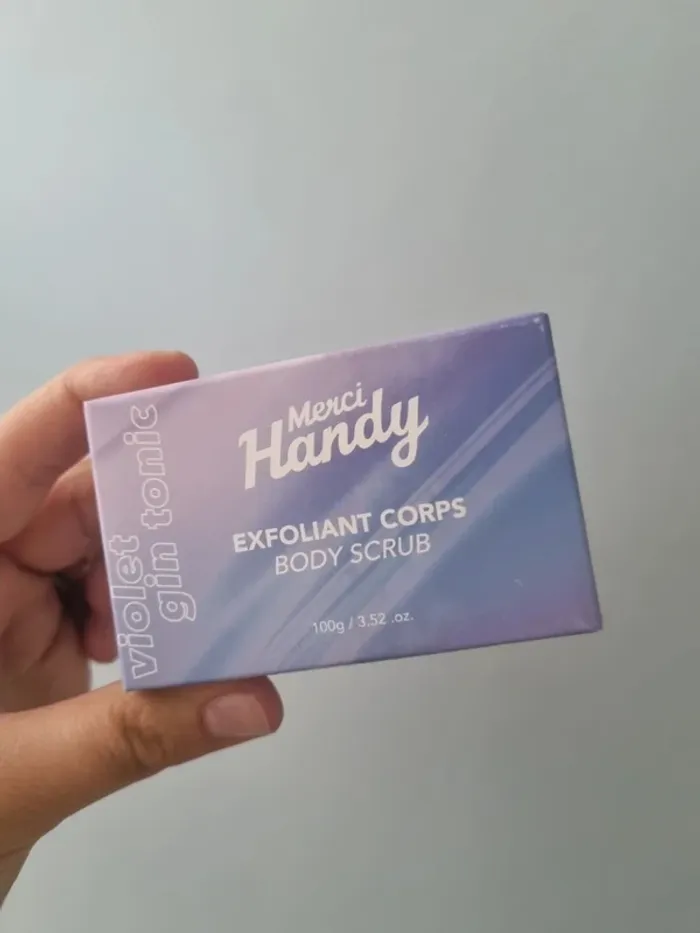 Merci
Handy
EXFOLIANT CORPS
BODY SCRUB
100g / 3.52 .oz.
violet
gin tonic